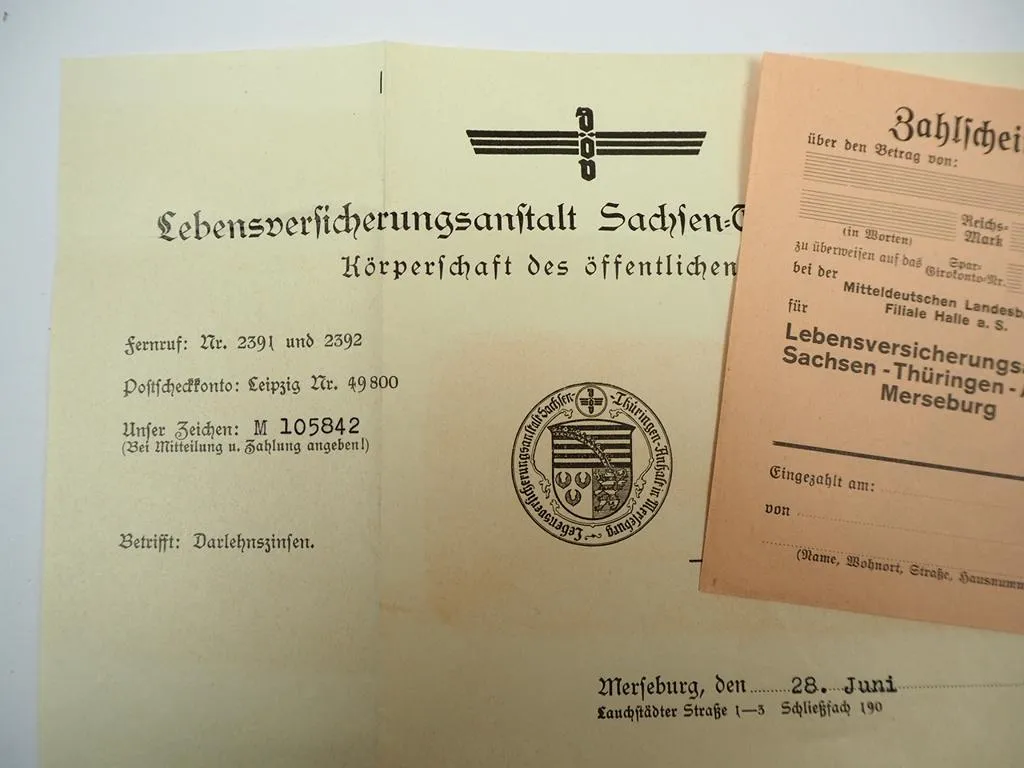 Lebensversicherungsanstalt Sachsen-
Körperschaft des öffentlichen
Fernruf: Nr. 2391 und 2392
Postscheckkonto: Leipzig Nr. 49800
Unser Zeichen: M 105842
(Bei Mitteilung u. Zahlung angeben!)
Lebensversicherungsanstalt Sachsen-Thüringen-Anhalt in Merseburg
Betrifft: Darlehnszinsen.
Merseburg, den 28. Juni
Lauchstädter Straße 1—3 Schließfach 190
Zahlschei
über den Betrag von:
Reichs-
(in Worten) Mark
zu überweisen auf das Spar-
Girokonto-Nr.
bei der
Mitteldeutschen Landesb
Filiale Halle a. S.
für
Lebensversicherungs
Sachsen-Thüringen-
Merseburg
Eingezahlt am:
von
(Name, Wohnort, Straße, Hausnumm